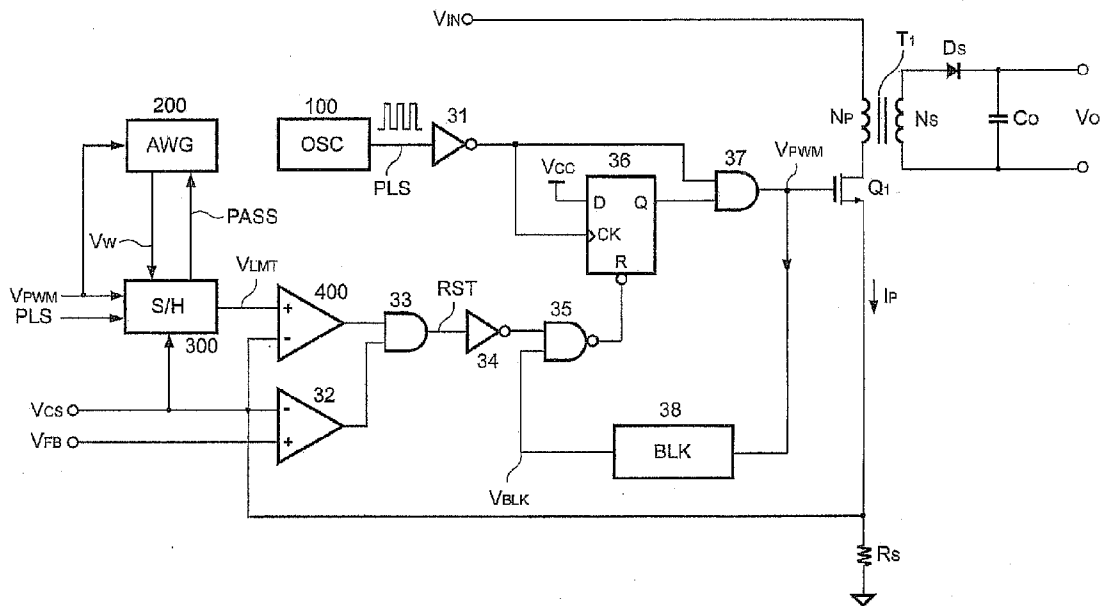 VIN
T1
DS
NP
NS
CO
VO
200
AWG
100
OSC
31
PLS
VCC
36
D
Q
CK
R
37
VPWM
Q1
IP
PASS
VW
VPWM
PLS
S/H
300
VLMT
400
33
RST
34
35
VCS
VFB
32
38
BLK
VBLK
RS